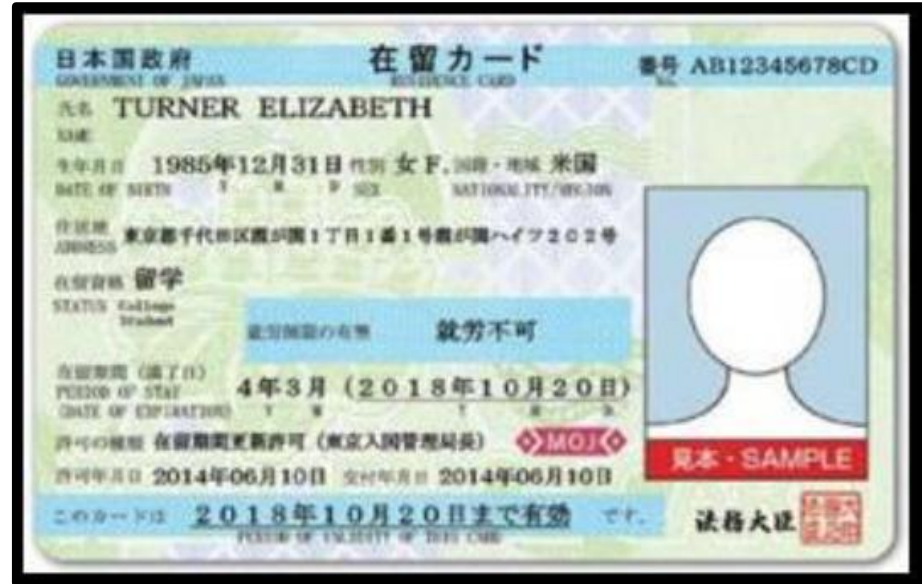 日本国政府 在留カード 番号 AB12345678CD
GOVERNMENT OF JAPAN RESIDENCE CARD No.
氏名 TURNER ELIZABETH
NAME
生年月日 1985年12月31日 性別 女 F. 国籍・地域 米国
DATE OF BIRTH Y M D SEX NATIONALITY/REGION
住居地 東京都千代田区霞が関1丁目1番1号霞が関ハイツ202号
ADDRESS
在留資格 留学
STATUS College
Student
就労制限の有無 就労不可
在留期間(満了日) 4年3月(2018年10月20日)
PERIOD OF STAY
(DATE OF EXPIRATION) Y M Y M D
許可の種類 在留期間更新許可(東京入国管理局長) MOJ
見本・SAMPLE
許可年月日 2014年06月10日 交付年月日 2014年06月10日
このカードは 2018年10月20日まで有効 です。
PERIOD OF VALIDITY OF THIS CARD
法務大臣